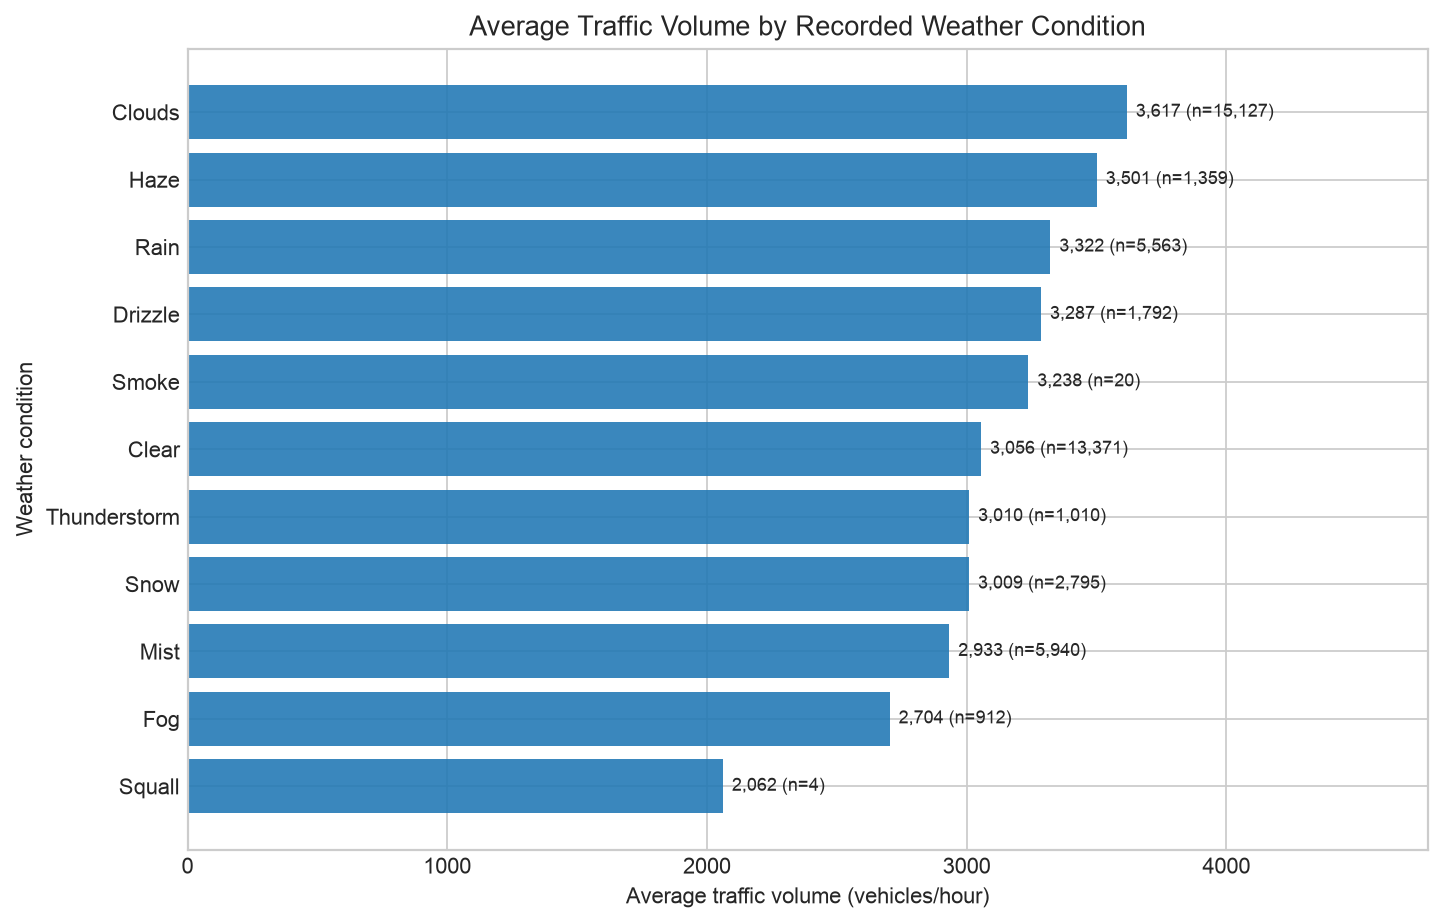 Average Traffic Volume by Recorded Weather Condition
Weather condition
Clouds 3,617 (n=15,127)
Haze 3,501 (n=1,359)
Rain 3,322 (n=5,563)
Drizzle 3,287 (n=1,792)
Smoke 3,238 (n=20)
Clear 3,056 (n=13,371)
Thunderstorm 3,010 (n=1,010)
Snow 3,009 (n=2,795)
Mist 2,933 (n=5,940)
Fog 2,704 (n=912)
Squall 2,062 (n=4)
0 1000 2000 3000 4000
Average traffic volume (vehicles/hour)